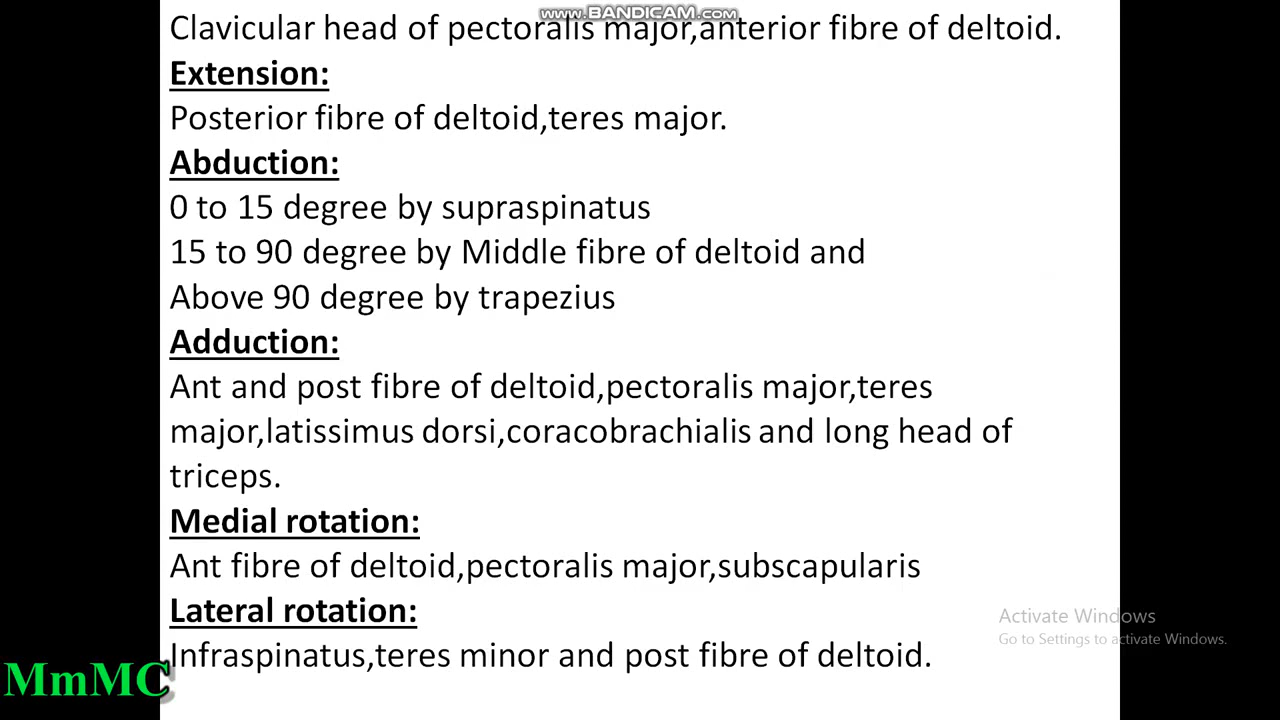 www.BANDICAM.com
Clavicular head of pectoralis major,anterior fibre of deltoid.
Extension:
Posterior fibre of deltoid,teres major.
Abduction:
0 to 15 degree by supraspinatus
15 to 90 degree by Middle fibre of deltoid and
Above 90 degree by trapezius
Adduction:
Ant and post fibre of deltoid,pectoralis major,teres
major,latissimus dorsi,coracobrachialis and long head of
triceps.
Medial rotation:
Ant fibre of deltoid,pectoralis major,subscapularis
Lateral rotation:
Infraspinatus,teres minor and post fibre of deltoid.
Activate Windows
Go to Settings to activate Windows.
MmMC